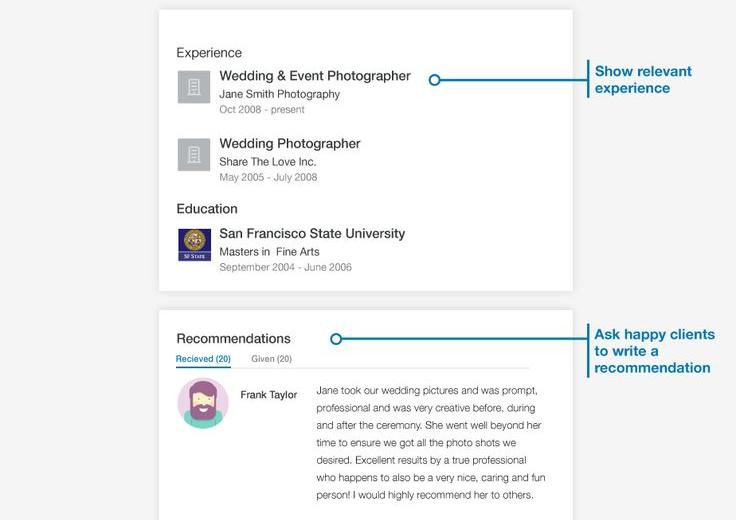 Experience
Wedding & Event Photographer
Jane Smith Photography
Oct 2008 - present
Show relevant
experience
Wedding Photographer
Share The Love Inc.
May 2005 - July 2008
Education
San Francisco State University
SF STATE
Masters in Fine Arts
September 2004 - June 2006
Recommendations
Ask happy clients
to write a
recommendation
Recieved (20)
Given (20)
Frank Taylor
Jane took our wedding pictures and was prompt,
professional and was very creative before, during
and after the ceremony. She went well beyond her
time to ensure we got all the photo shots we
desired. Excellent results by a true professional
who happens to also be a very nice, caring and fun
person! I would highly recommend her to others.